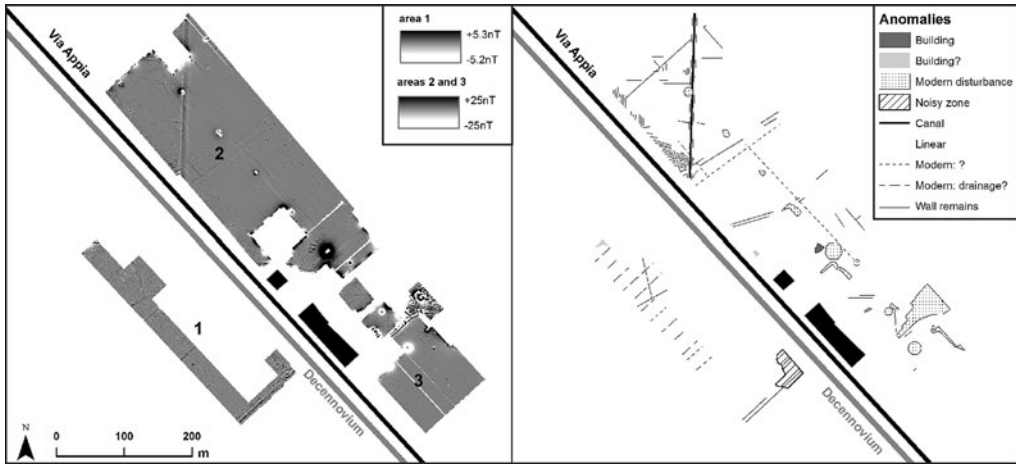 Via Appia
area 1
+5.3nT
-5.2nT
areas 2 and 3
+25nT
-25nT
2
1
3
Decennovium
N
0 100 200
m
Via Appia
Decennovium
Anomalies
Building
Building?
Modern disturbance
Noisy zone
Canal
Linear
Modern: ?
Modern: drainage?
Wall remains